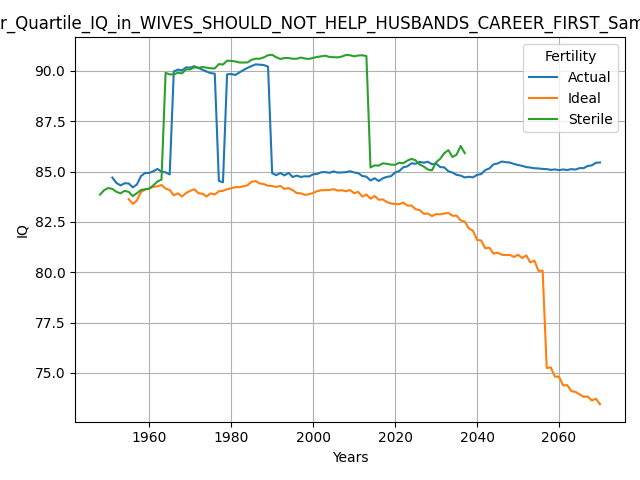 r_Quartile_IQ_in_WIVES_SHOULD_NOT_HELP_HUSBANDS_CAREER_FIRST_Sam
Fertility
Actual
Ideal
Sterile
90.0
87.5
85.0
82.5
80.0
77.5
75.0
IQ
1960 1980 2000 2020 2040 2060
Years